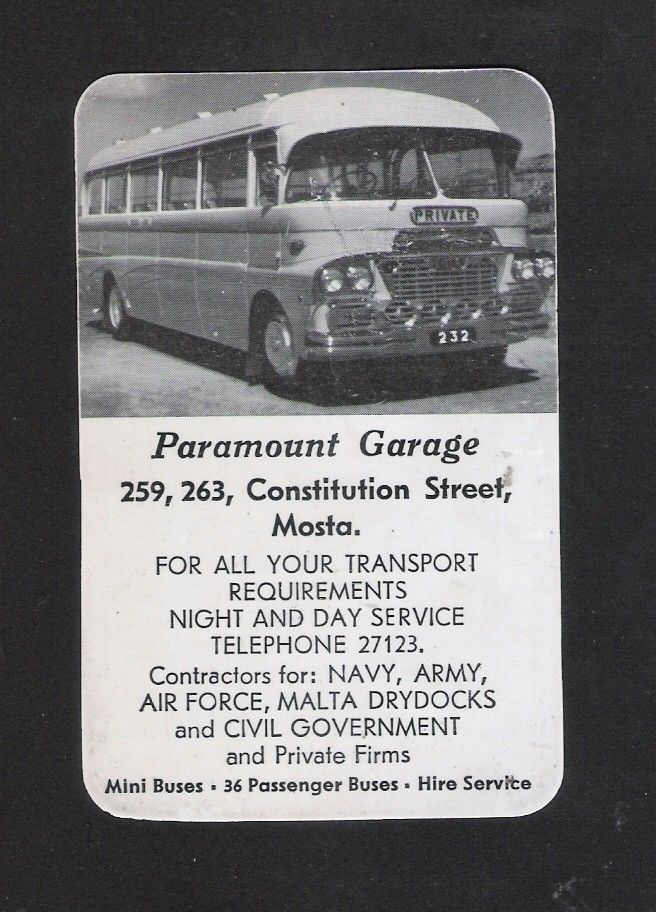 PRIVATE
232
Paramount Garage
259, 263, Constitution Street,
Mosta.
FOR ALL YOUR TRANSPORT
REQUIREMENTS
NIGHT AND DAY SERVICE
TELEPHONE 27123.
Contractors for: NAVY, ARMY,
AIR FORCE, MALTA DRYDOCKS
and CIVIL GOVERNMENT
and Private Firms
Mini Buses • 36 Passenger Buses • Hire Service